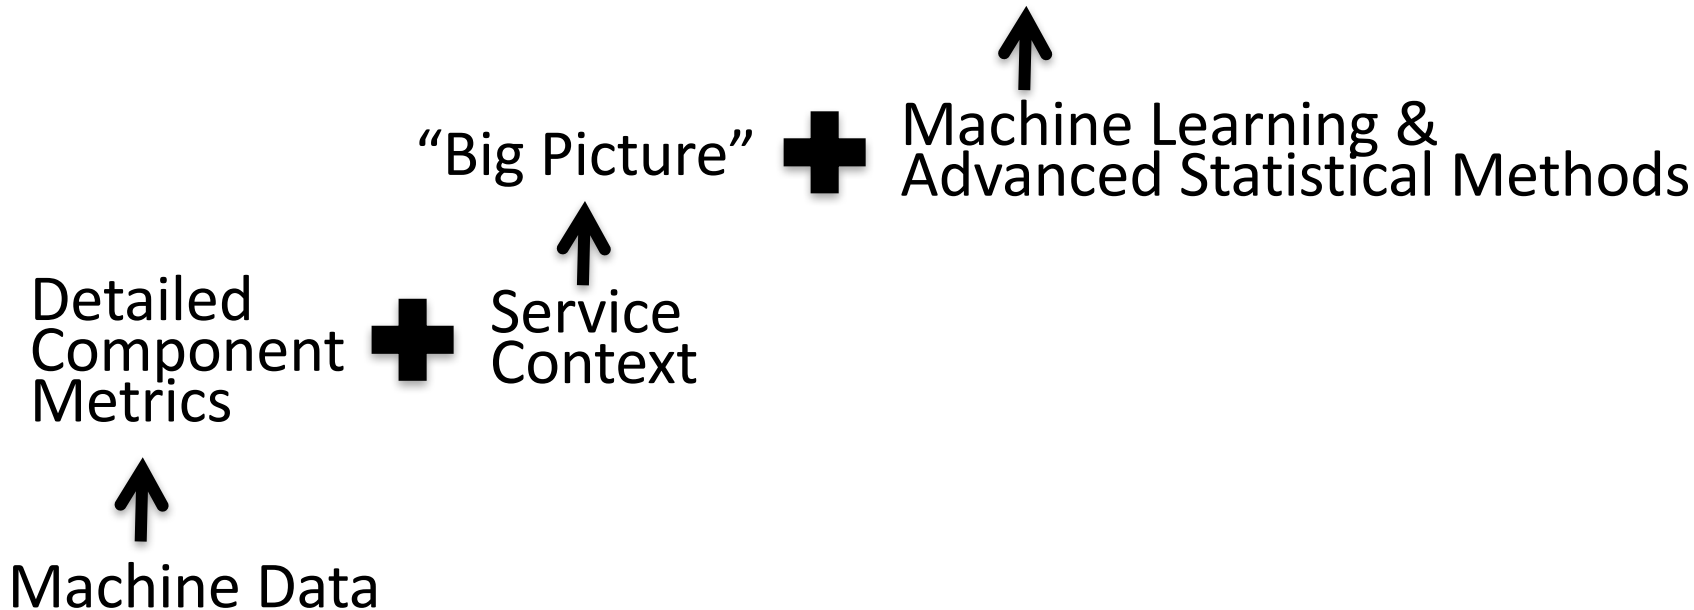 “Big Picture”
Machine Learning &
Advanced Statistical Methods
Detailed
Component
Metrics
Service
Context
Machine Data